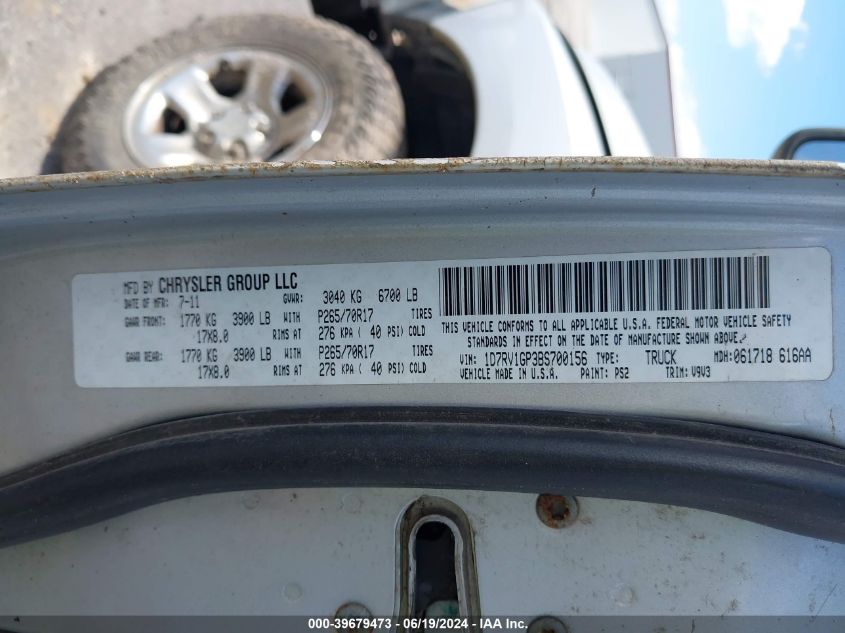 MFD BY CHRYSLER GROUP LLC
DATE OF MFR: 7-11 GVWR: 3040 KG 6700 LB
GAWR FRONT: 1770 KG 3900 LB WITH P265/70R17 TIRES
17X8.0 RIMS AT 276 KPA ( 40 PSI) COLD
GAWR REAR: 1770 KG 3900 LB WITH P265/70R17 TIRES
17X8.0 RIMS AT 276 KPA ( 40 PSI) COLD
THIS VEHICLE CONFORMS TO ALL APPLICABLE U.S.A. FEDERAL MOTOR VEHICLE SAFETY
STANDARDS IN EFFECT ON THE DATE OF MANUFACTURE SHOWN ABOVE.
VIN: 1D7RV1GP3BS700156 TYPE: TRUCK MDH:061718 616AA
VEHICLE MADE IN U.S.A. PAINT: PS2 TRIM: V9V3
000-39679473 - 06/19/2024 - IAA Inc.